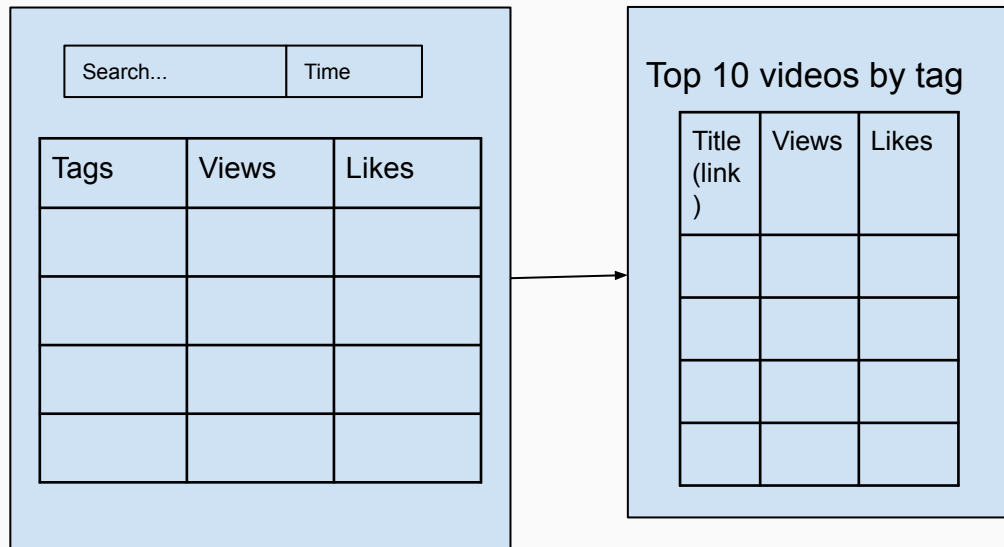 Search...
Time
Tags
Views
Likes
Top 10 videos by tag
Title
(link
)
Views
Likes